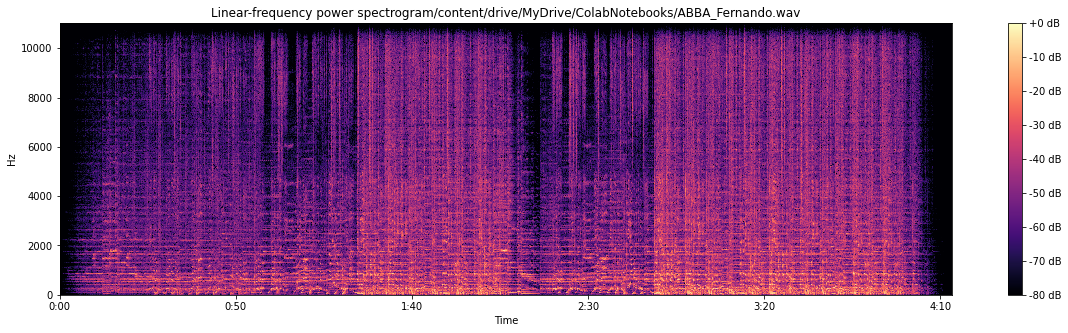 Linear-frequency power spectrogram/content/drive/MyDrive/ColabNotebooks/ABBA_Fernando.wav
10000
8000
6000
4000
2000
0
Hz
0:00
0:50
1:40
2:30
3:20
4:10
Time
+0 dB
-10 dB
-20 dB
-30 dB
-40 dB
-50 dB
-60 dB
-70 dB
-80 dB